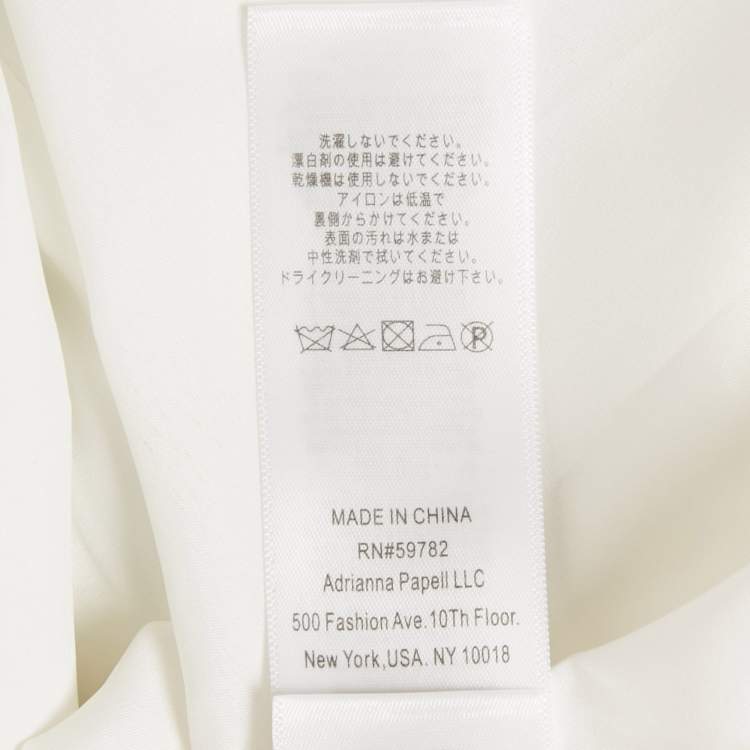 洗濯しないでください。
漂白剤の使用は避けてください。
乾燥機は使用しないでください。
アイロンは低温で
裏側からかけてください。
表面の汚れは水または
中性洗剤で拭いてください。
ドライクリーニングはお避け下さい。
P
MADE IN CHINA
RN#59782
Adrianna Papell LLC
500 Fashion Ave.10Th Floor.
New York,USA. NY 10018